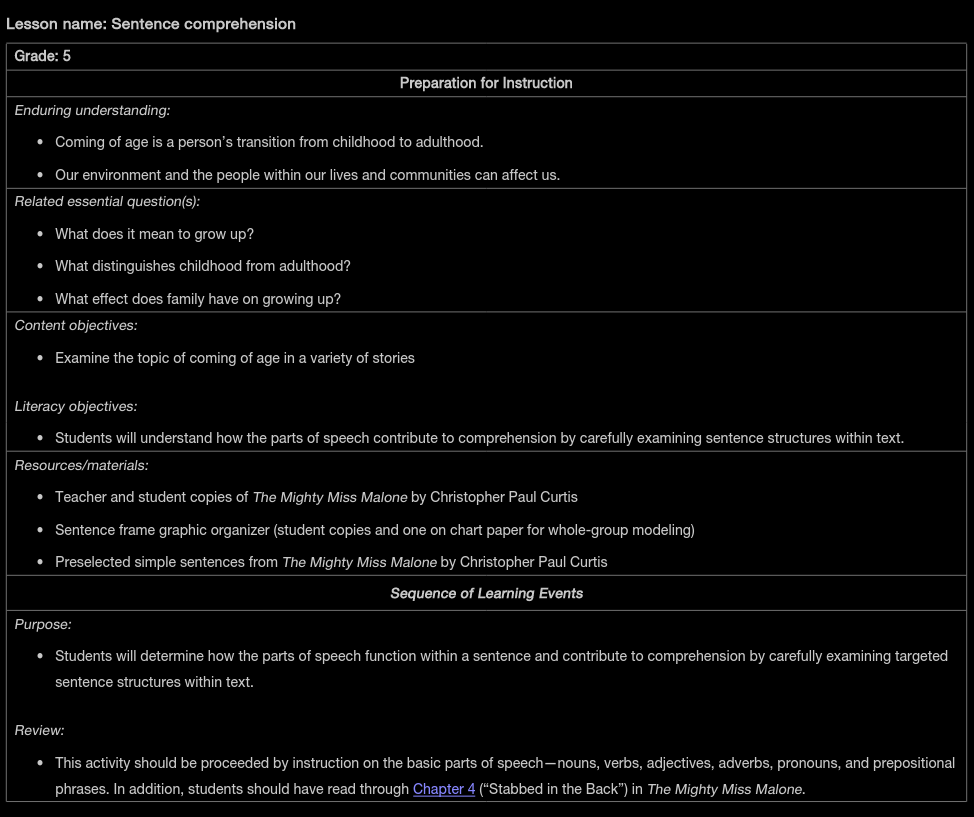 Lesson name: Sentence comprehension
Grade: 5
Preparation for Instruction
Enduring understanding:
• Coming of age is a person’s transition from childhood to adulthood.
• Our environment and the people within our lives and communities can affect us.
Related essential question(s):
• What does it mean to grow up?
• What distinguishes childhood from adulthood?
• What effect does family have on growing up?
Content objectives:
• Examine the topic of coming of age in a variety of stories
Literacy objectives:
• Students will understand how the parts of speech contribute to comprehension by carefully examining sentence structures within text.
Resources/materials:
• Teacher and student copies of The Mighty Miss Malone by Christopher Paul Curtis
• Sentence frame graphic organizer (student copies and one on chart paper for whole-group modeling)
• Preselected simple sentences from The Mighty Miss Malone by Christopher Paul Curtis
Sequence of Learning Events
Purpose:
• Students will determine how the parts of speech function within a sentence and contribute to comprehension by carefully examining targeted
sentence structures within text.
Review:
• This activity should be proceeded by instruction on the basic parts of speech—nouns, verbs, adjectives, adverbs, pronouns, and prepositional
phrases. In addition, students should have read through Chapter 4 (“Stabbed in the Back”) in The Mighty Miss Malone.